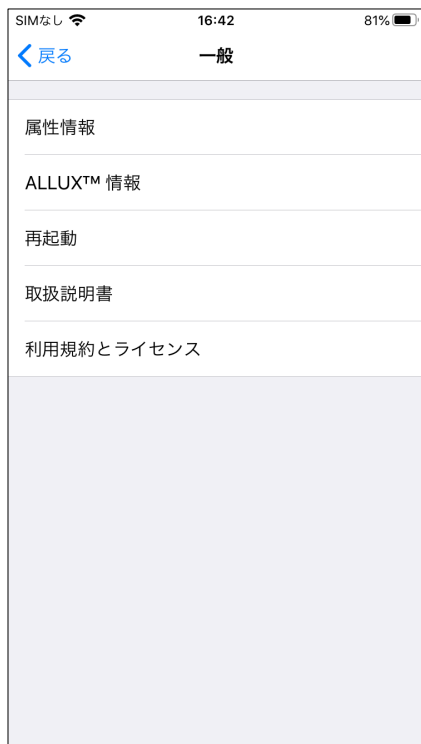 SIMなし 16:42 81%
戻る 一般
属性情報
ALLUX™ 情報
再起動
取扱説明書
利用規約とライセンス